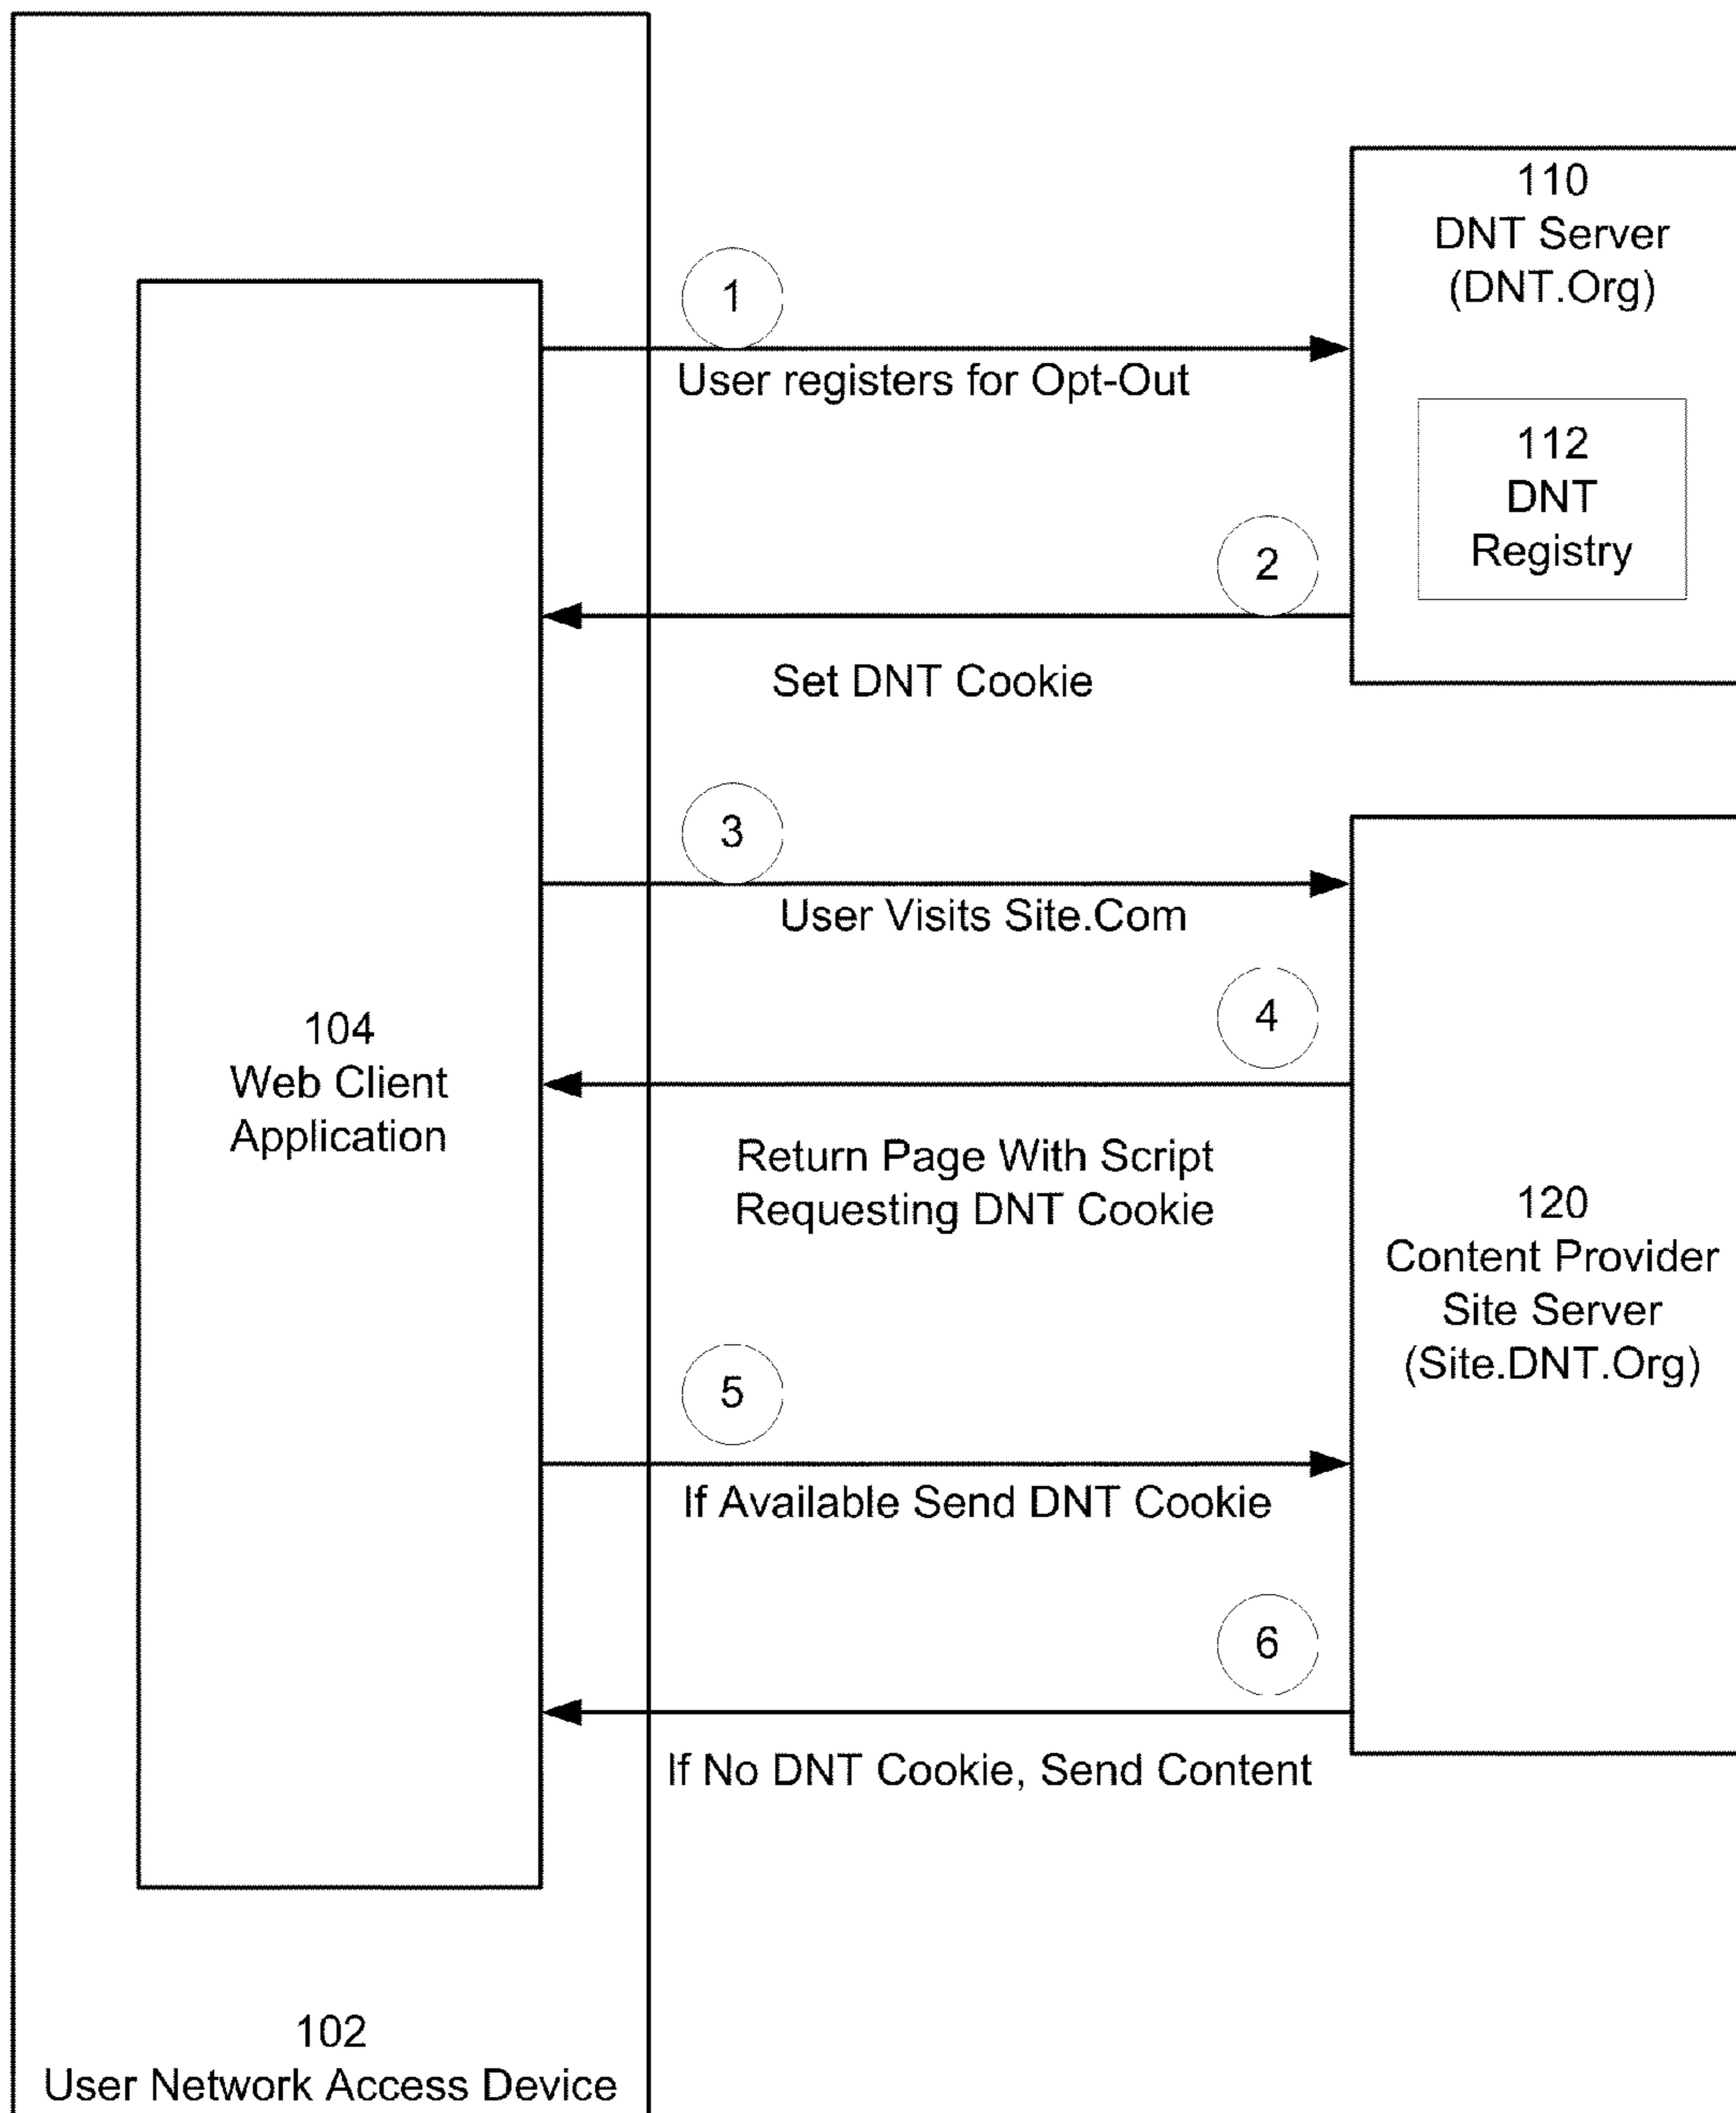 110
DNT Server
(DNT.Org)
1
User registers for Opt-Out
112
DNT
Registry
2
Set DNT Cookie
3
User Visits Site.Com
4
104
Web Client
Application
Return Page With Script
Requesting DNT Cookie
120
Content Provider
Site Server
(Site.DNT.Org)
5
If Available Send DNT Cookie
6
If No DNT Cookie, Send Content
102
User Network Access Device